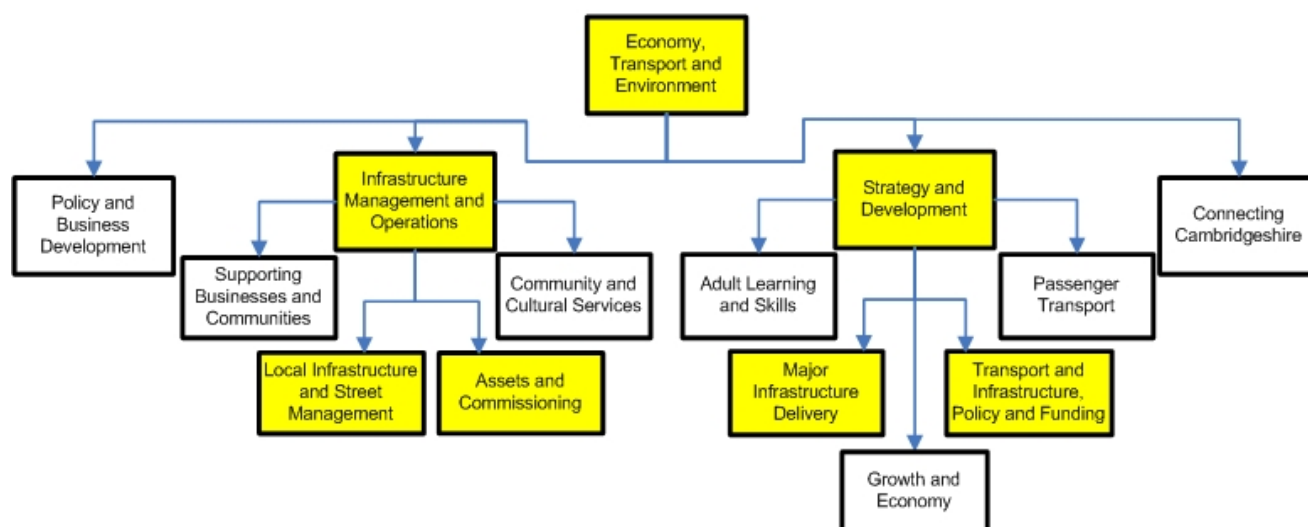 Economy,
Transport and
Environment
Policy and
Business
Development
Infrastructure
Management and
Operations
Strategy and
Development
Connecting
Cambridgeshire
Supporting
Businesses and
Communities
Community and
Cultural Services
Adult Learning
and Skills
Passenger
Transport
Local Infrastructure
and Street
Management
Assets and
Commissioning
Major
Infrastructure
Delivery
Transport and
Infrastructure,
Policy and Funding
Growth and
Economy